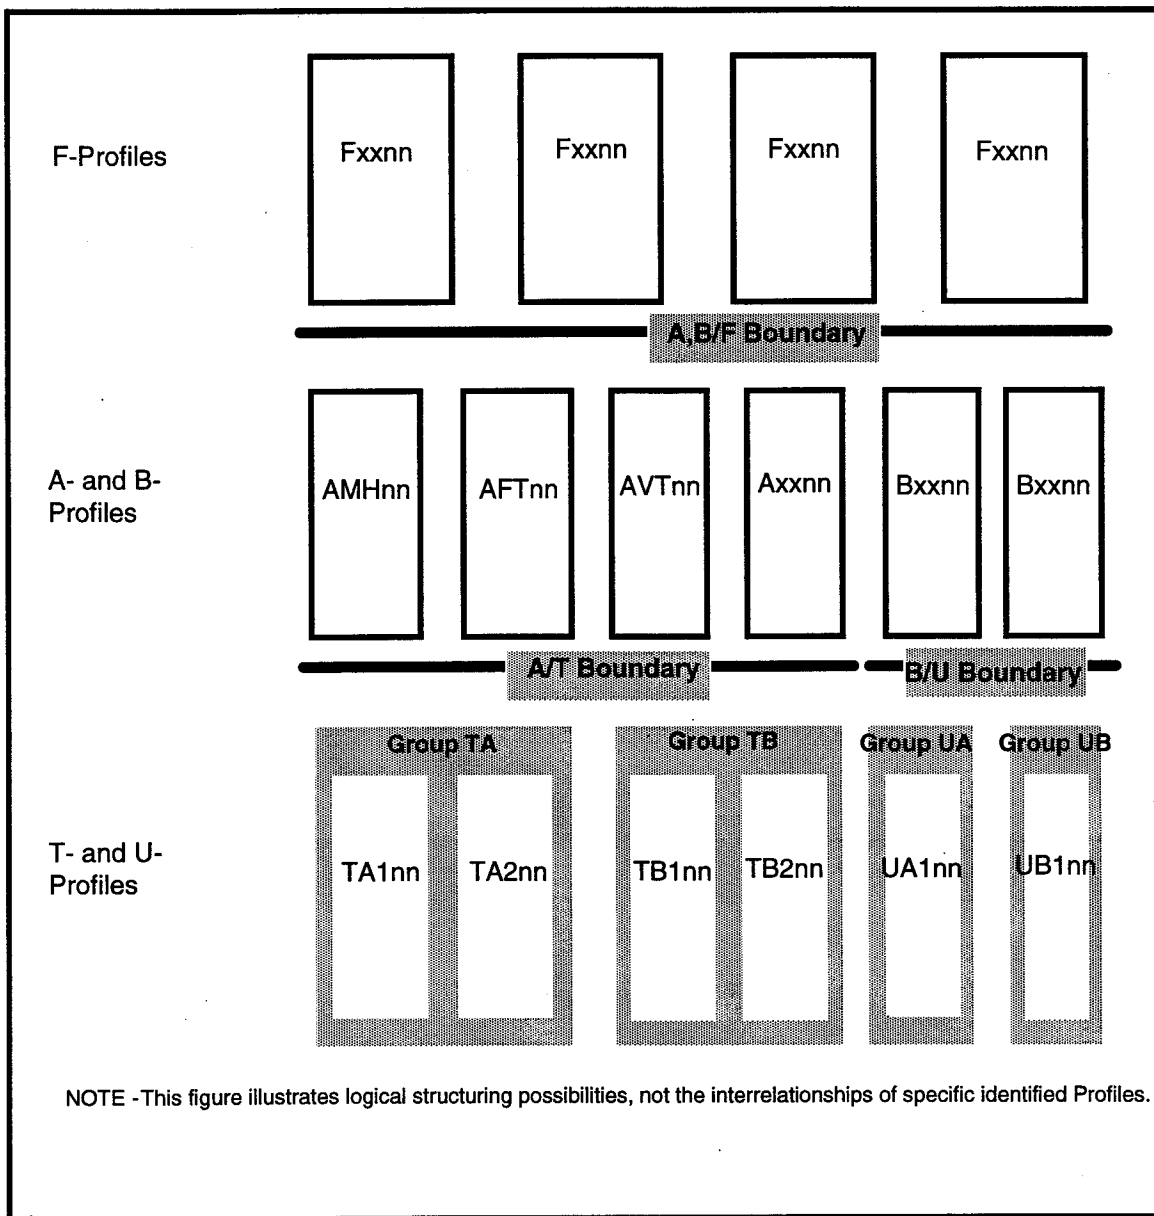 F-Profiles
Fxxnn Fxxnn Fxxnn Fxxnn
A,B/F Boundary
A- and B-
Profiles
AMHnn AFTnn AVTnn Axxnn Bxxnn Bxxnn
A/T Boundary B/U Boundary
Group TA Group TB Group UA Group UB
T- and U-
Profiles
TA1nn TA2nn TB1nn TB2nn UA1nn UB1nn
NOTE -This figure illustrates logical structuring possibilities, not the interrelationships of specific identified Profiles.